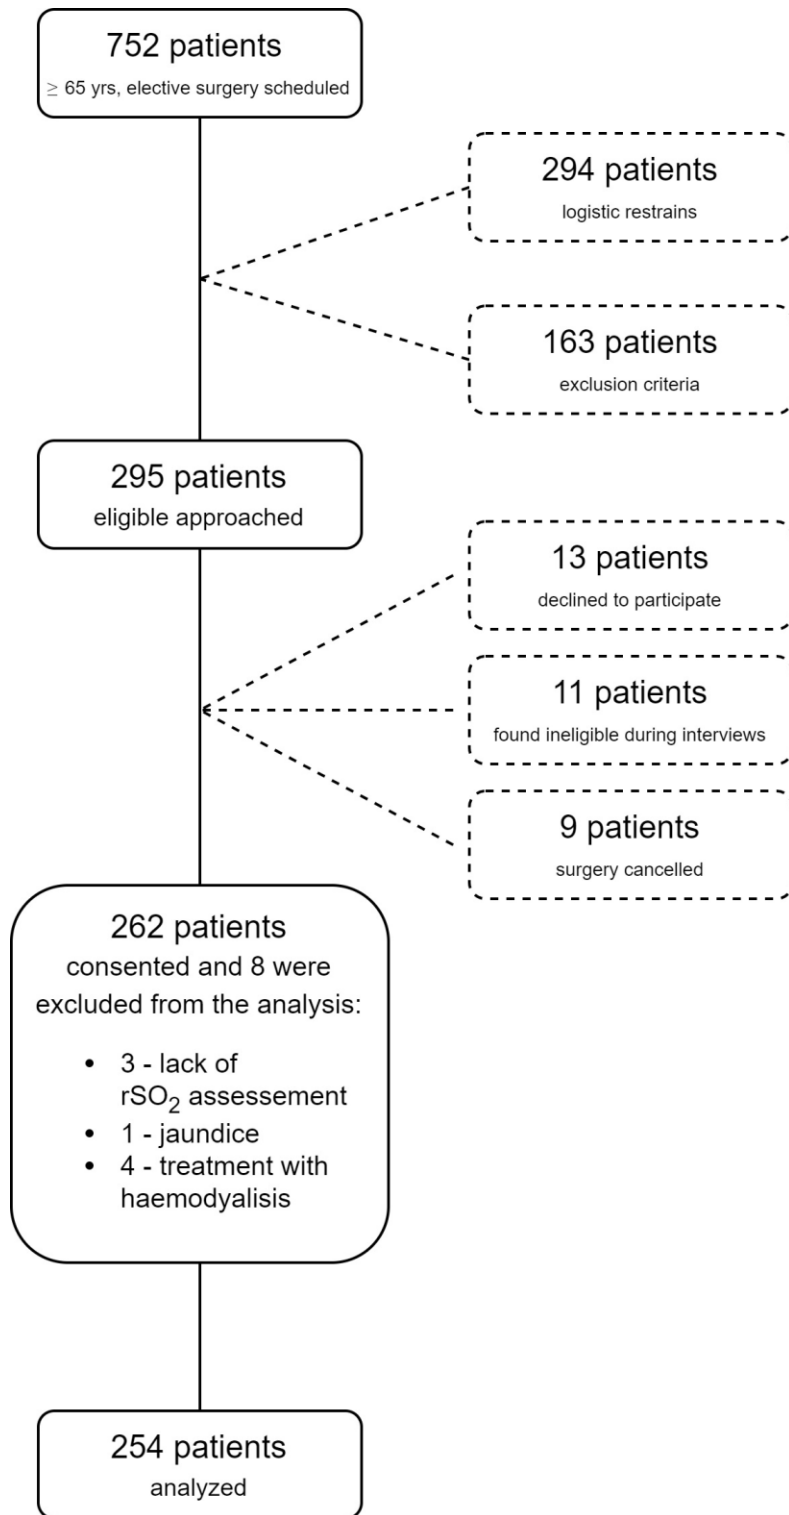 752 patients
≥ 65 yrs, elective surgery scheduled
294 patients
logistic restrains
163 patients
exclusion criteria
295 patients
eligible approached
13 patients
declined to participate
11 patients
found ineligible during interviews
9 patients
surgery cancelled
262 patients
consented and 8 were
excluded from the analysis:
• 3 - lack of
rSO₂ assessement
• 1 - jaundice
• 4 - treatment with
haemodyalisis
254 patients
analyzed